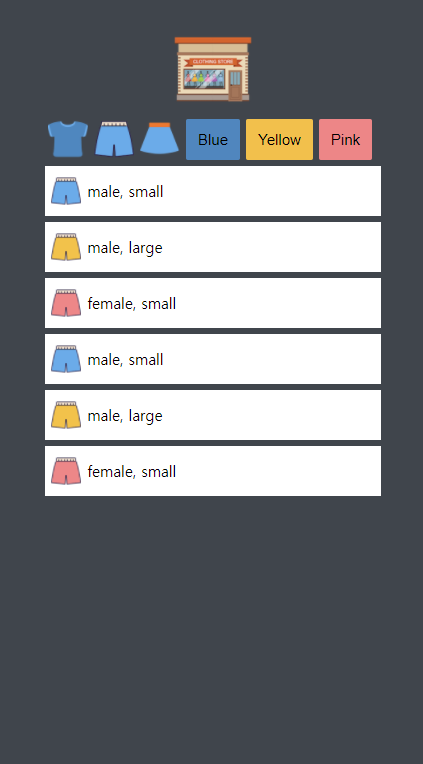 CLOTHING STORE
Blue Yellow Pink
male, small
male, large
female, small
male, small
male, large
female, small